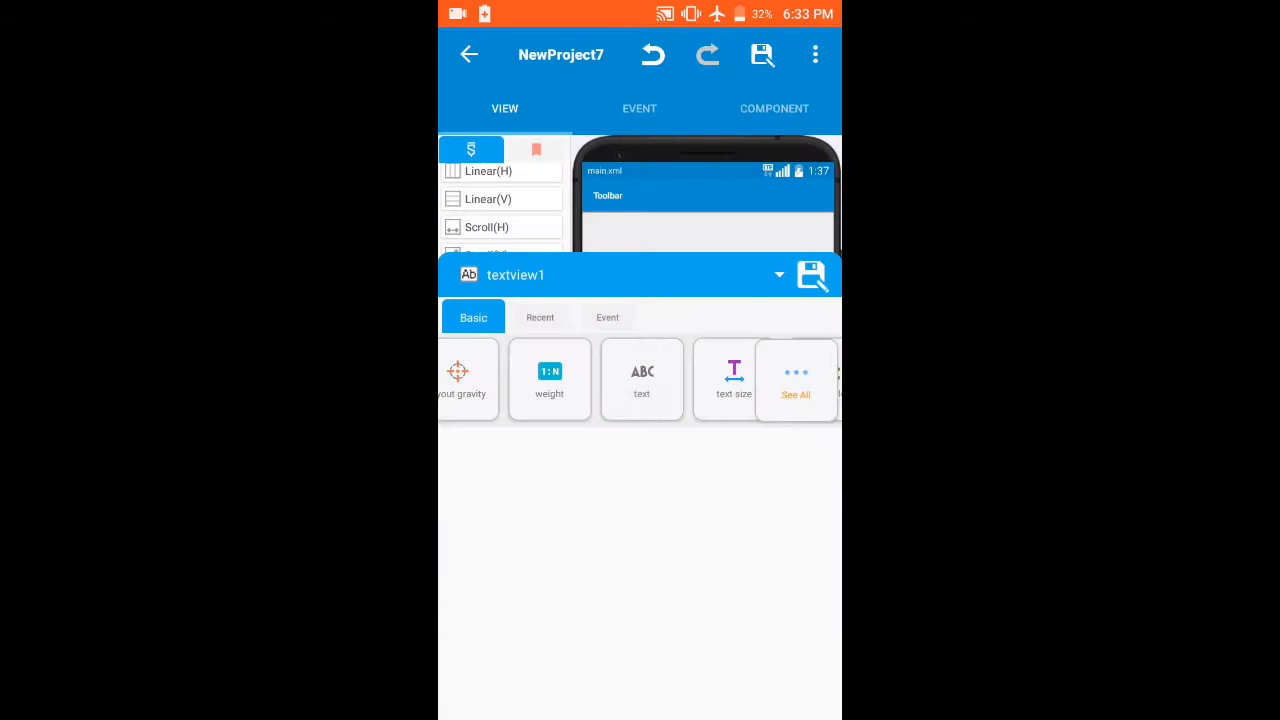 32% 6:33 PM
NewProject7
VIEW EVENT COMPONENT
Linear(H)
Linear(V)
Scroll(H)
main.xml 1:37
Toolbar
Ab textview1
Basic Recent Event
1:N ABC T
yout gravity weight text text size See All